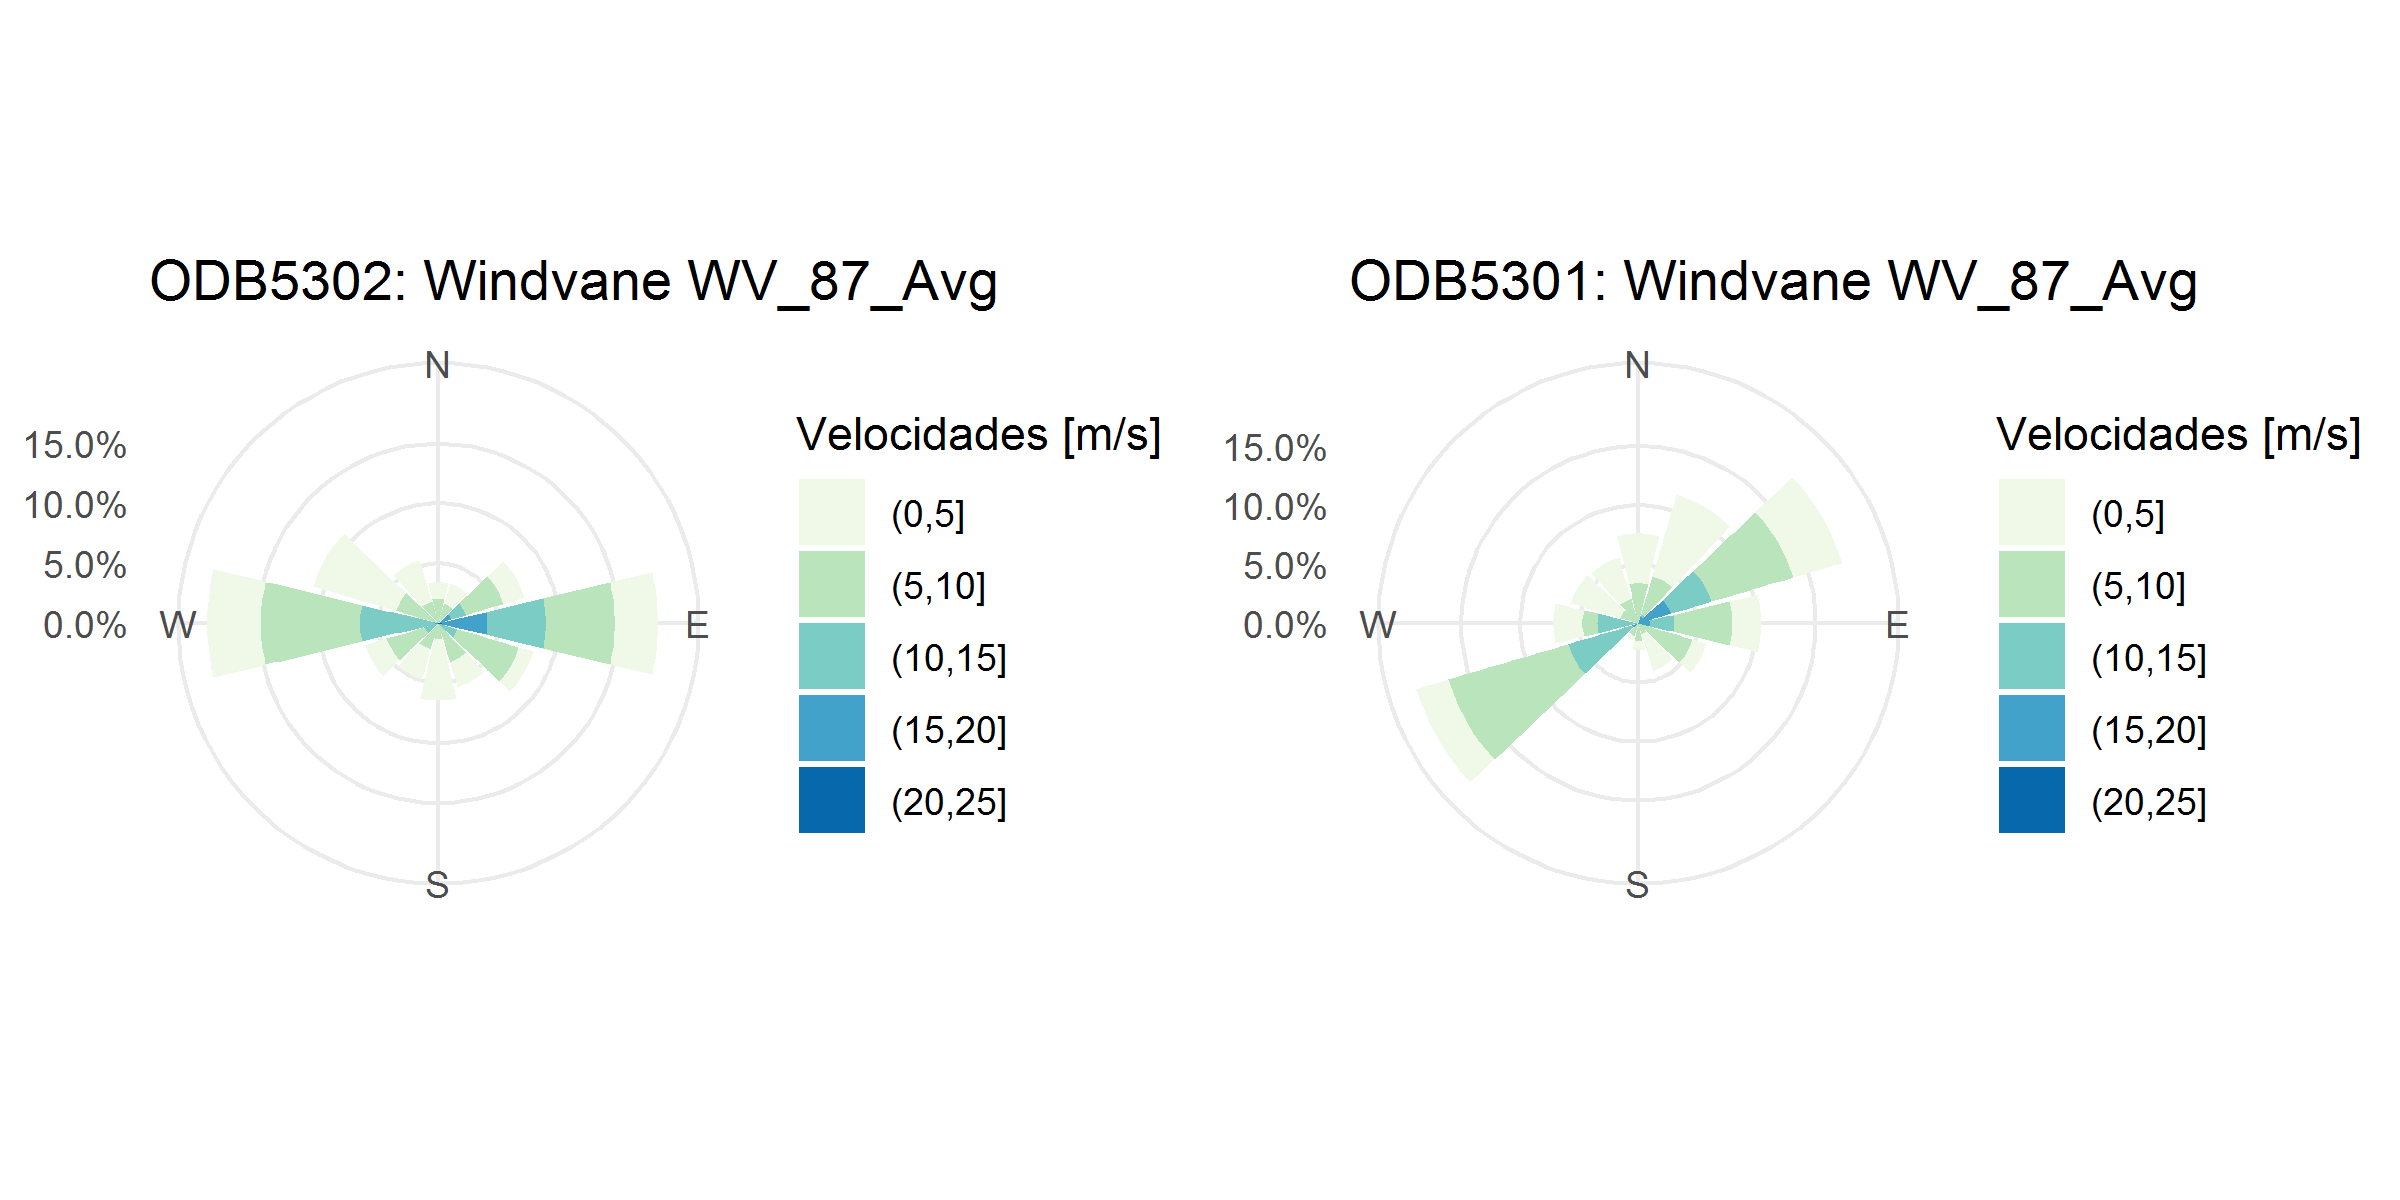 ODB5302: Windvane WV_87_Avg
N
15.0%
10.0%
5.0%
0.0%
W
E
S
Velocidades [m/s]
(0,5]
(5,10]
(10,15]
(15,20]
(20,25]
ODB5301: Windvane WV_87_Avg
N
15.0%
10.0%
5.0%
0.0%
W
E
S
Velocidades [m/s]
(0,5]
(5,10]
(10,15]
(15,20]
(20,25]